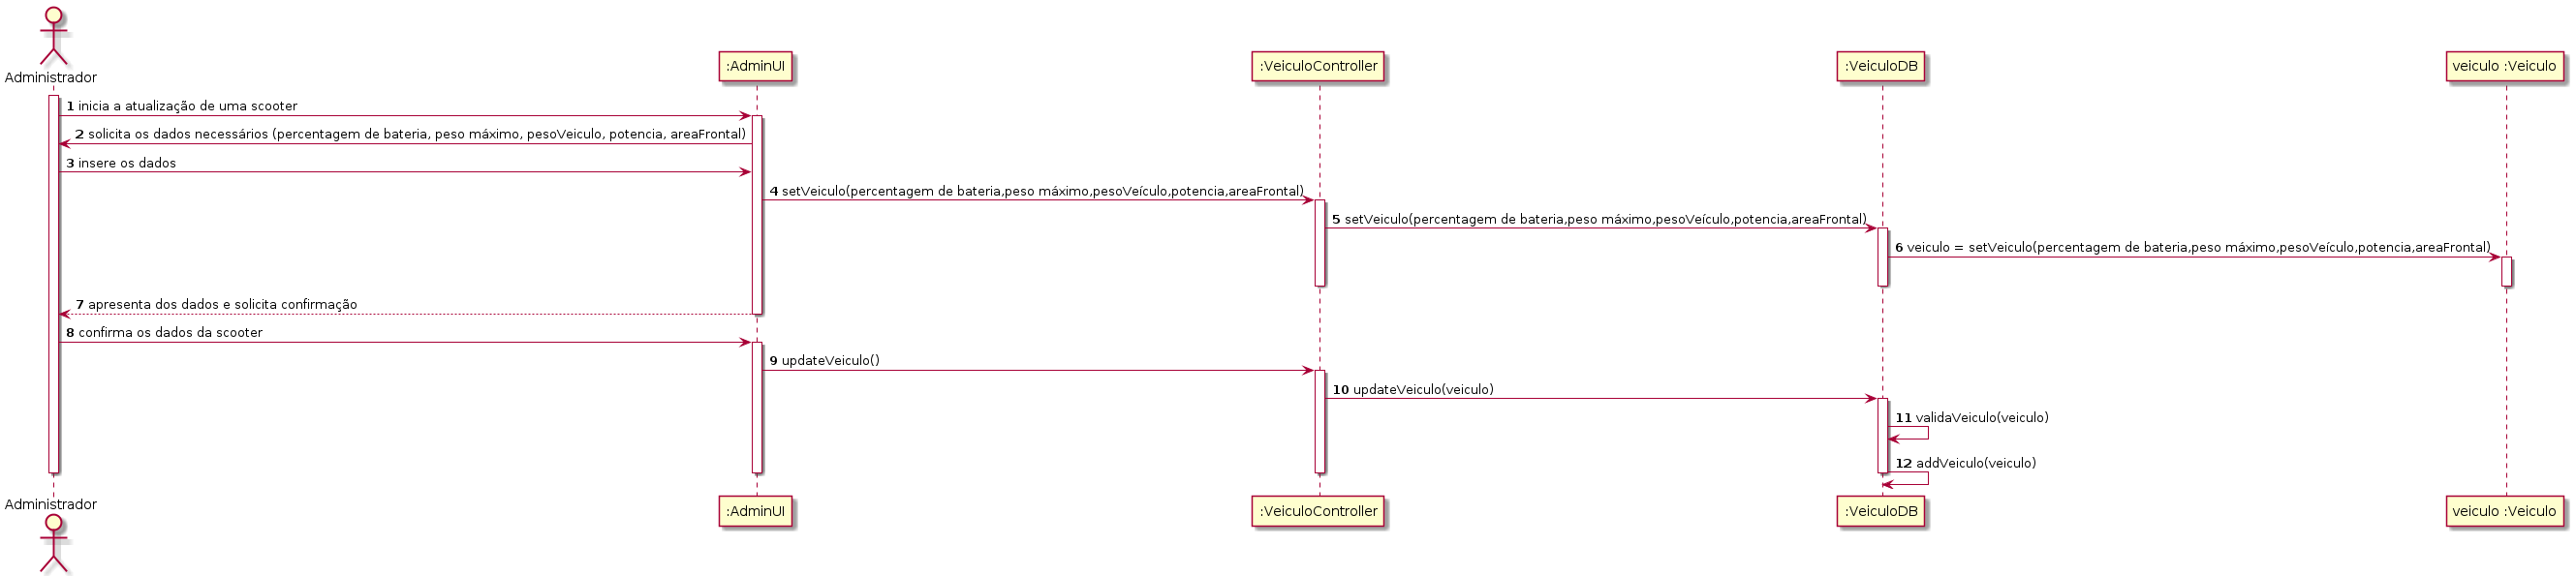 Administrador
:AdminUI
:VeiculoController
:VeiculoDB
veiculo :Veiculo
1 inicia a atualização de uma scooter
2 solicita os dados necessários (percentagem de bateria, peso máximo, pesoVeiculo, potencia, areaFrontal)
3 insere os dados
4 setVeiculo(percentagem de bateria,peso máximo,pesoVeículo,potencia,areaFrontal)
5 setVeiculo(percentagem de bateria,peso máximo,pesoVeículo,potencia,areaFrontal)
6 veiculo = setVeiculo(percentagem de bateria,peso máximo,pesoVeículo,potencia,areaFrontal)
7 apresenta dos dados e solicita confirmação
8 confirma os dados da scooter
9 updateVeiculo()
10 updateVeiculo(veiculo)
11 validaVeiculo(veiculo)
12 addVeiculo(veiculo)
Administrador
:AdminUI
:VeiculoController
:VeiculoDB
veiculo :Veiculo